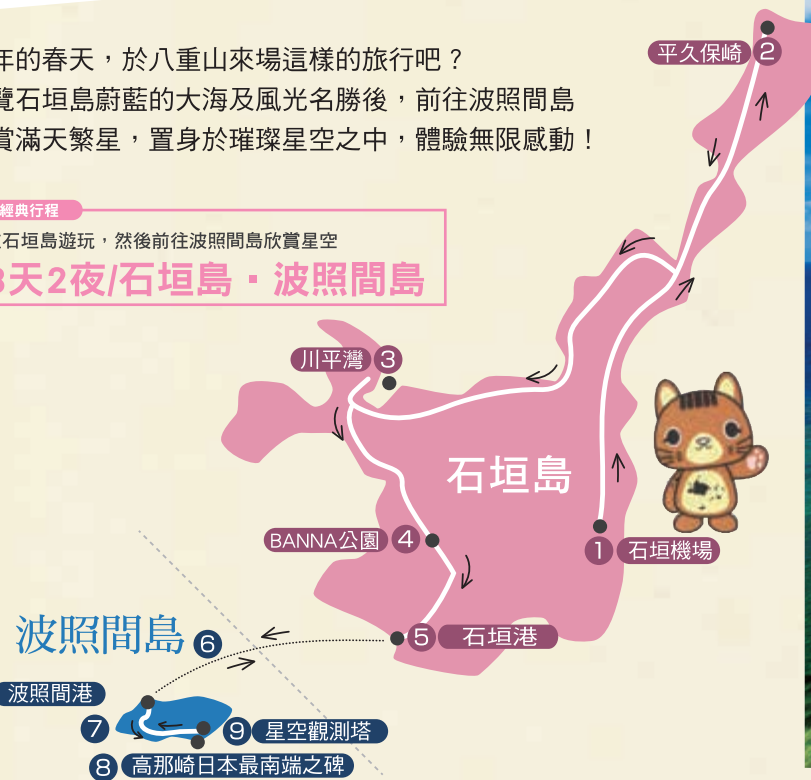 年的春天，於八重山來場這樣的旅行吧？
覽石垣島蔚藍的大海及風光名勝後，前往波照間島
賞滿天繁星，置身於璀璨星空之中，體驗無限感動！
經典行程
石垣島遊玩，然後前往波照間島欣賞星空
3天2夜/石垣島・波照間島
平久保崎 2
川平灣 3
石垣島
BANNA公園 4
1 石垣機場
5 石垣港
波照間島 6
波照間港
7
9 星空觀測塔
8 高那崎日本最南端之碑